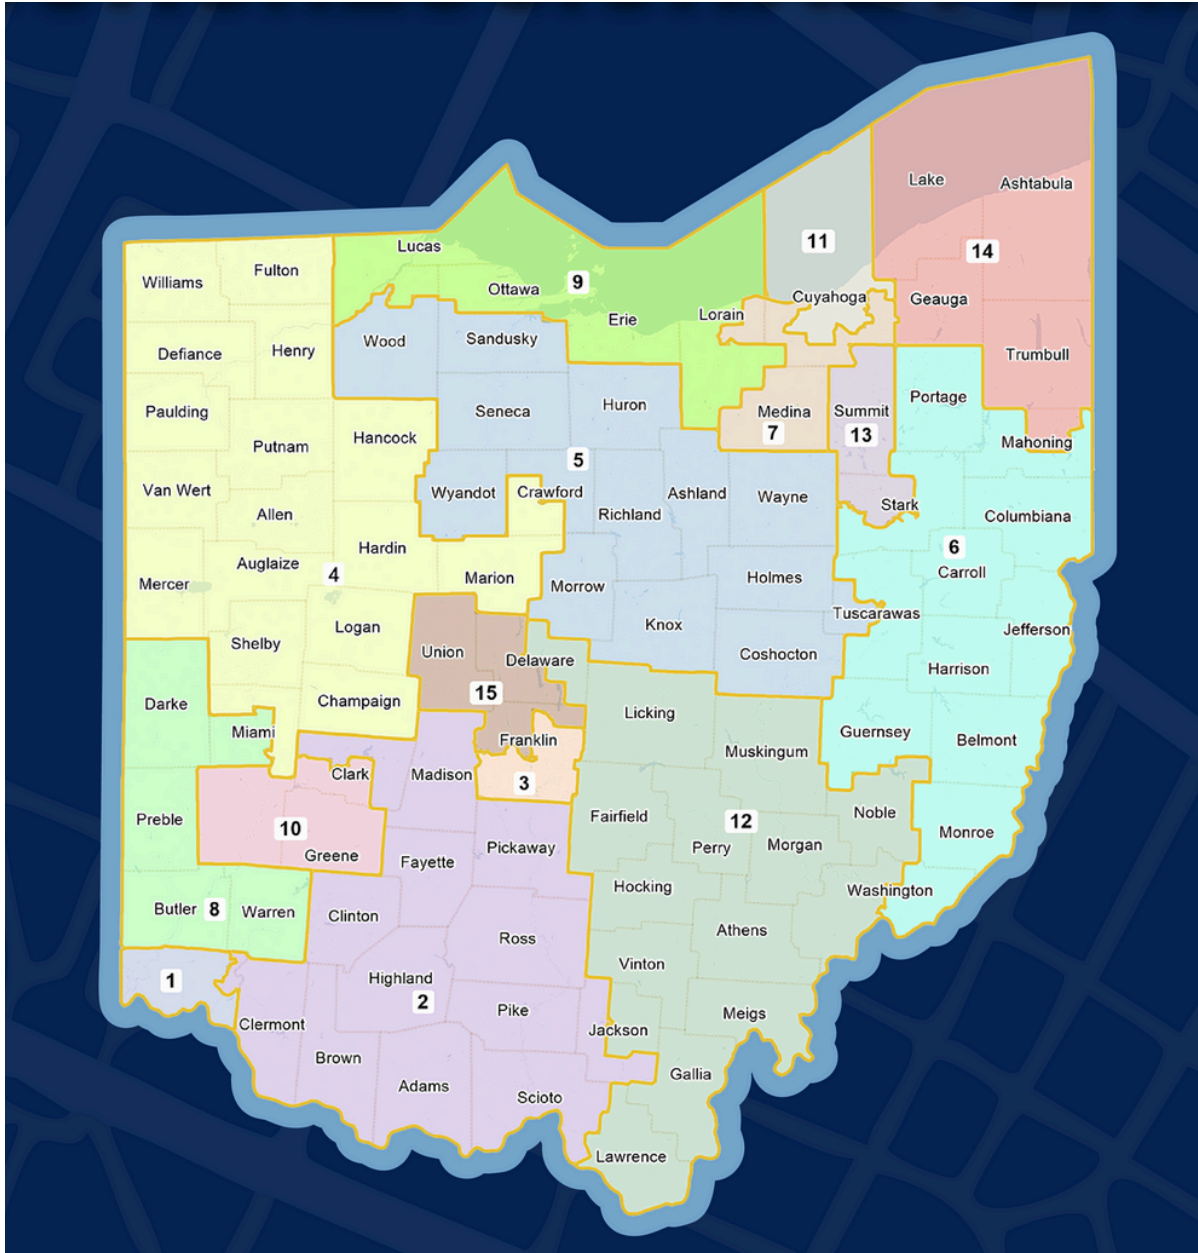 Lake
Ashtabula
11
Lucas
14
Williams
Fulton
9
Ottawa
Cuyahoga
Geauga
Lorain
Erie
Wood
Sandusky
Defiance
Henry
Trumbull
Portage
Paulding
Seneca
Huron
Medina
Summit
7
13
Hancock
Mahoning
Putnam
5
Van Wert
Wyandot
Crawford
Ashland
Wayne
Stark
Allen
Richland
Columbiana
Hardin
6
Auglaize
4
Marion
Carroll
Mercer
Morrow
Holmes
Logan
Knox
Tuscarawas
Jefferson
Shelby
Union
Delaware
Coshocton
Harrison
15
Darke
Champaign
Licking
Miami
Franklin
Muskingum
Guernsey
Belmont
Clark
Madison
3
Preble
10
Fairfield
12
Noble
Greene
Fayette
Pickaway
Perry
Morgan
Monroe
Hocking
Washington
Butler
8
Warren
Clinton
Ross
Athens
1
Highland
2
Vinton
Pike
Meigs
Clermont
Jackson
Brown
Adams
Scioto
Gallia
Lawrence